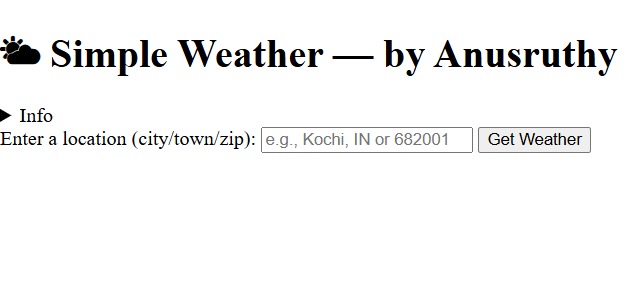 🌥 Simple Weather — by Anusruthy
▶ Info
Enter a location (city/town/zip): e.g., Kochi, IN or 682001 Get Weather